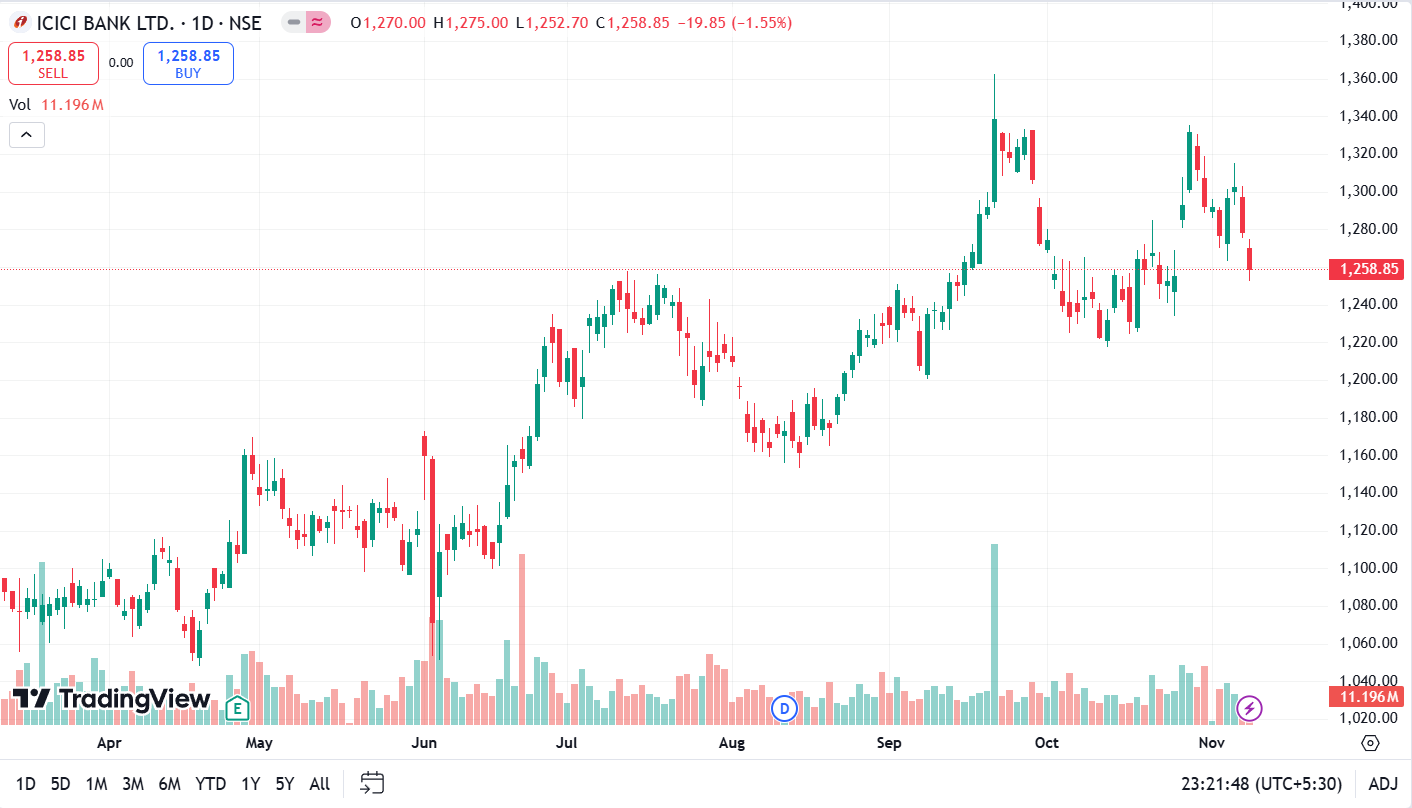 ICICI BANK LTD. · 1D · NSE O1,270.00 H1,275.00 L1,252.70 C1,258.85 −19.85 (−1.55%)
1,258.85 SELL 0.00 1,258.85 BUY
Vol 11.196 M
1,400.00
1,380.00
1,360.00
1,340.00
1,320.00
1,300.00
1,280.00
1,258.85
1,240.00
1,220.00
1,200.00
1,180.00
1,160.00
1,140.00
1,120.00
1,100.00
1,080.00
1,060.00
1,040.00
11.196 M
1,020.00
TradingView E D
Apr May Jun Jul Aug Sep Oct Nov
1D 5D 1M 3M 6M YTD 1Y 5Y All 23:21:48 (UTC+5:30) ADJ